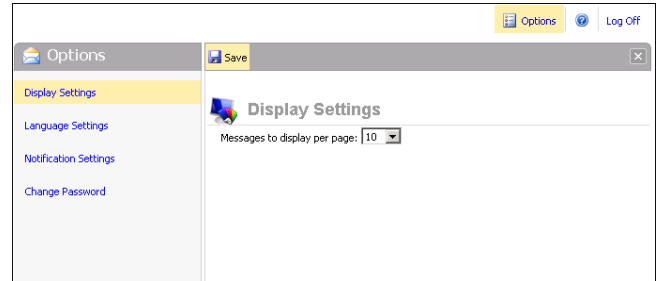 Options Log Off
Options
Save
Display Settings
Language Settings
Notification Settings
Change Password
Display Settings
Messages to display per page: 10